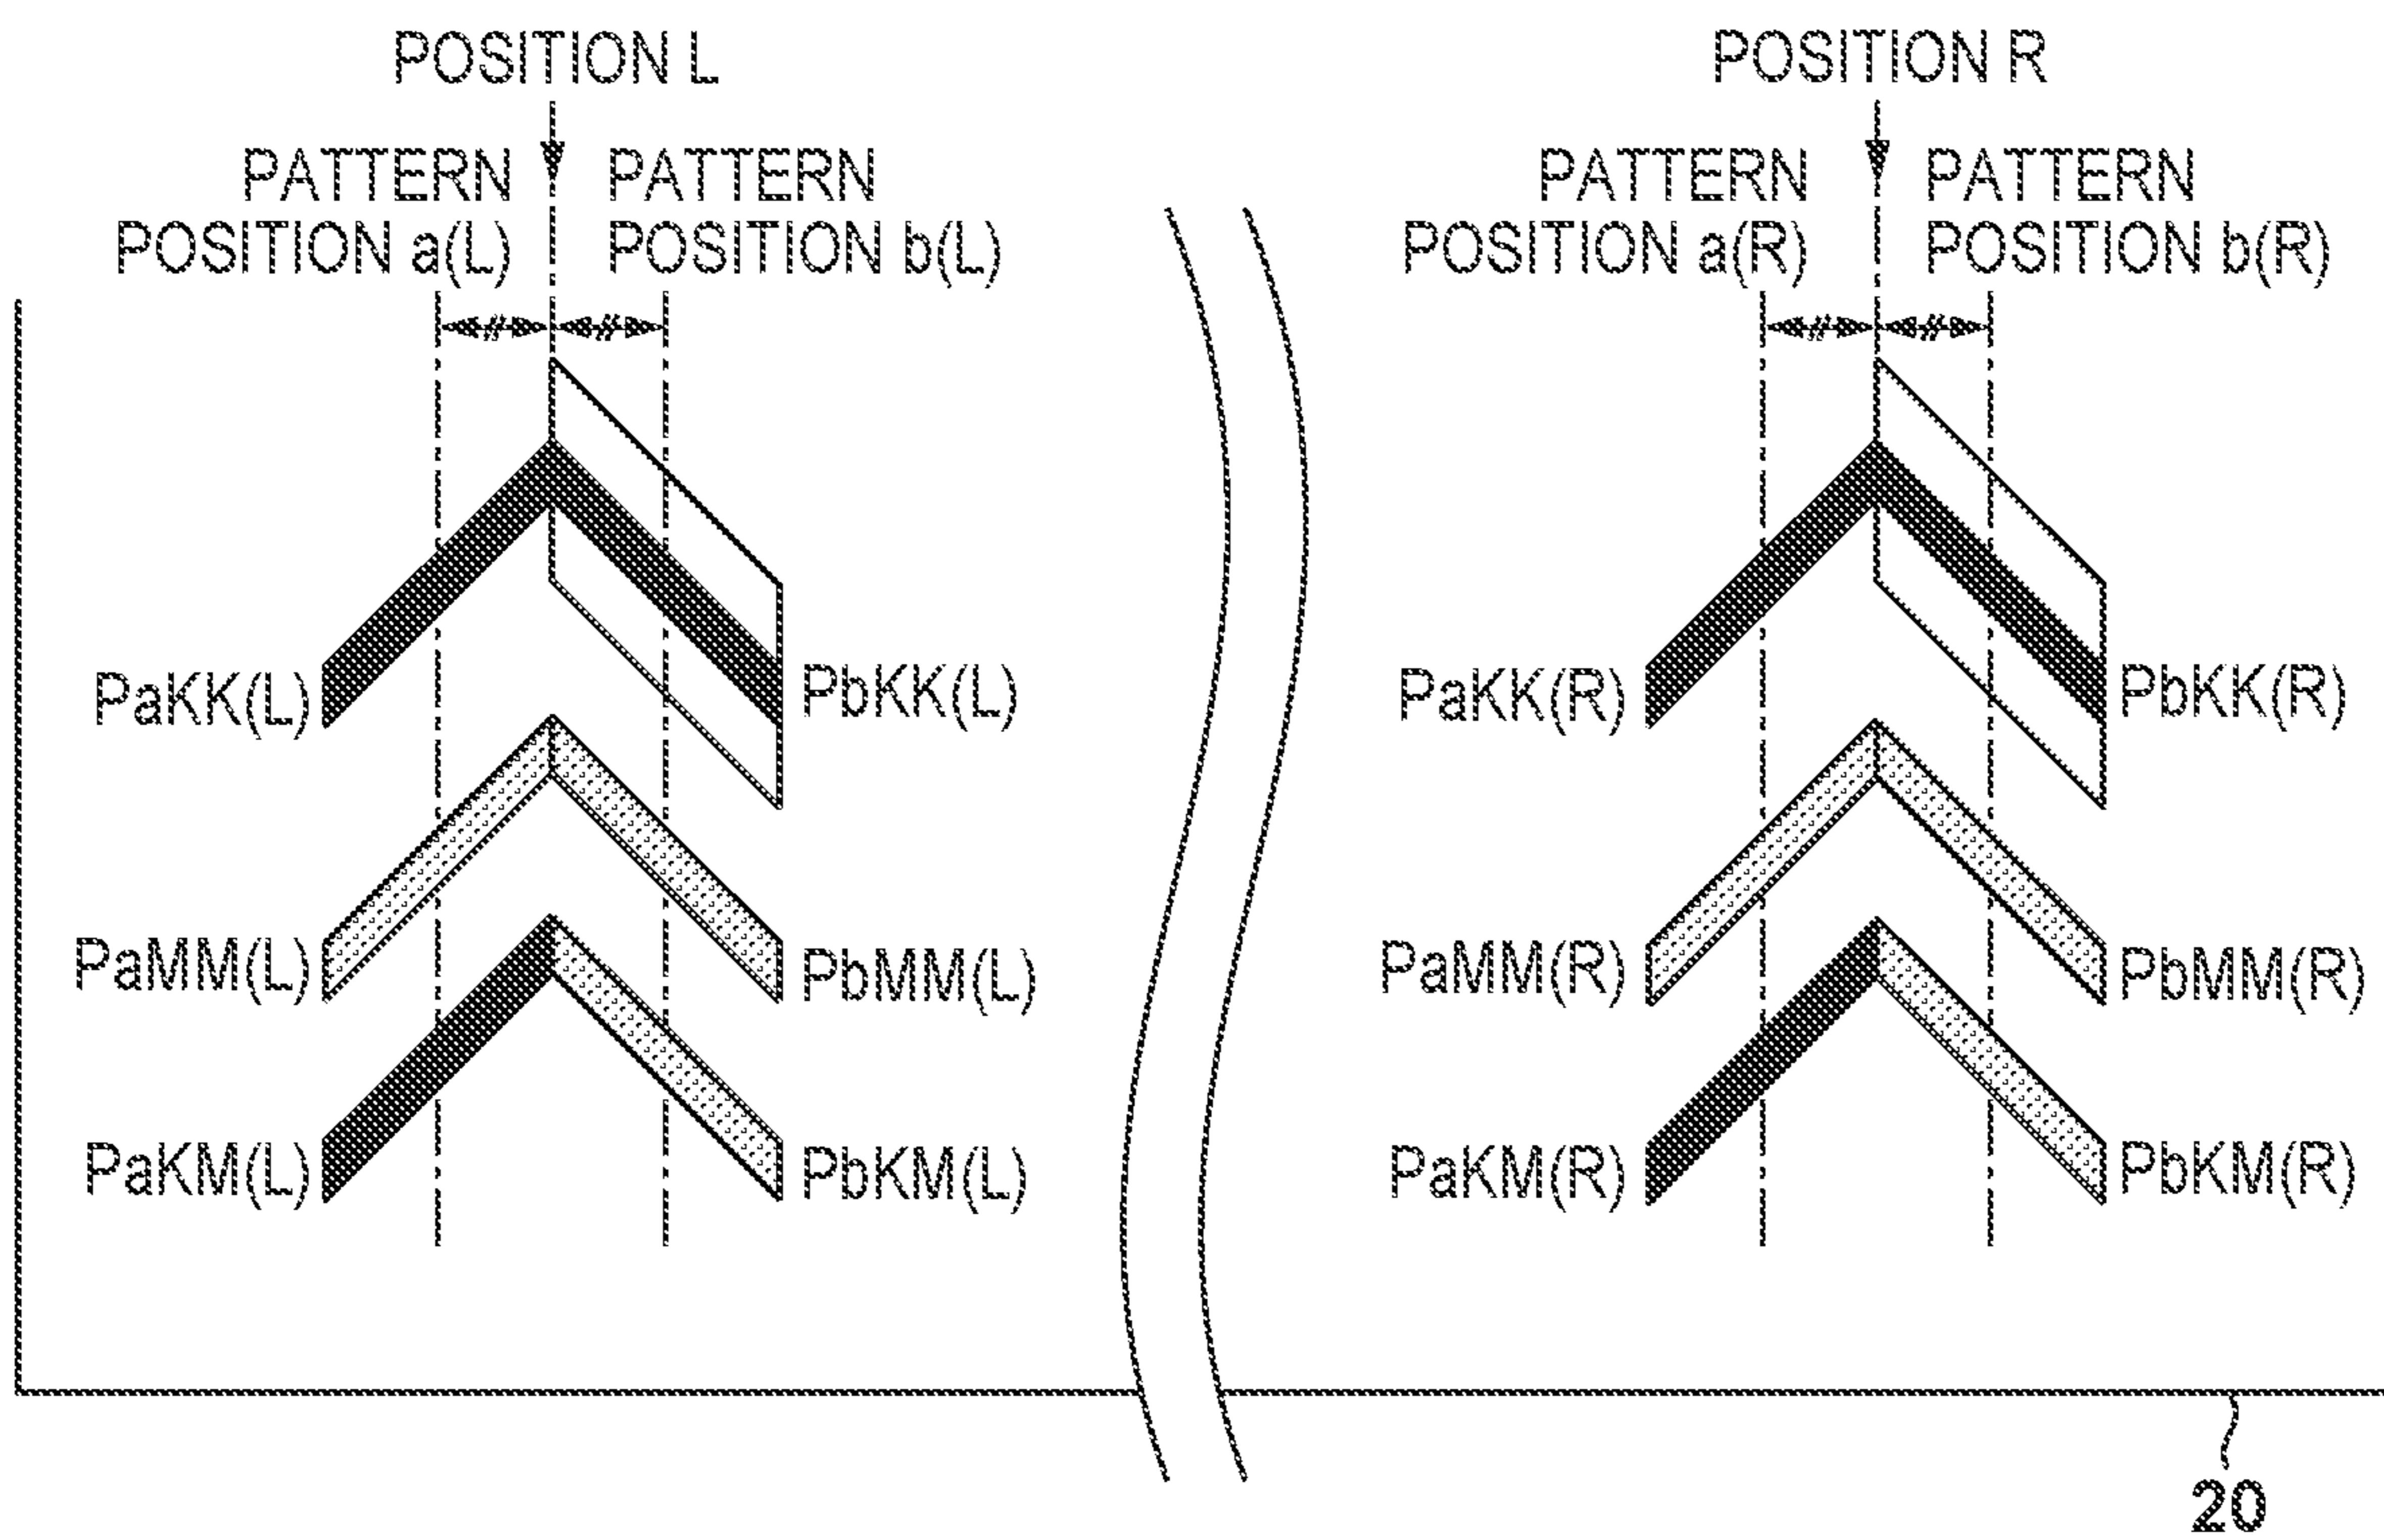 POSITION L
PATTERN
POSITION a(L)
PATTERN
POSITION b(L)
POSITION R
PATTERN
POSITION a(R)
PATTERN
POSITION b(R)
PaKK(L)
PbKK(L)
PaKK(R)
PbKK(R)
PaMM(L)
PbMM(L)
PaMM(R)
PbMM(R)
PaKM(L)
PbKM(L)
PaKM(R)
PbKM(R)
20